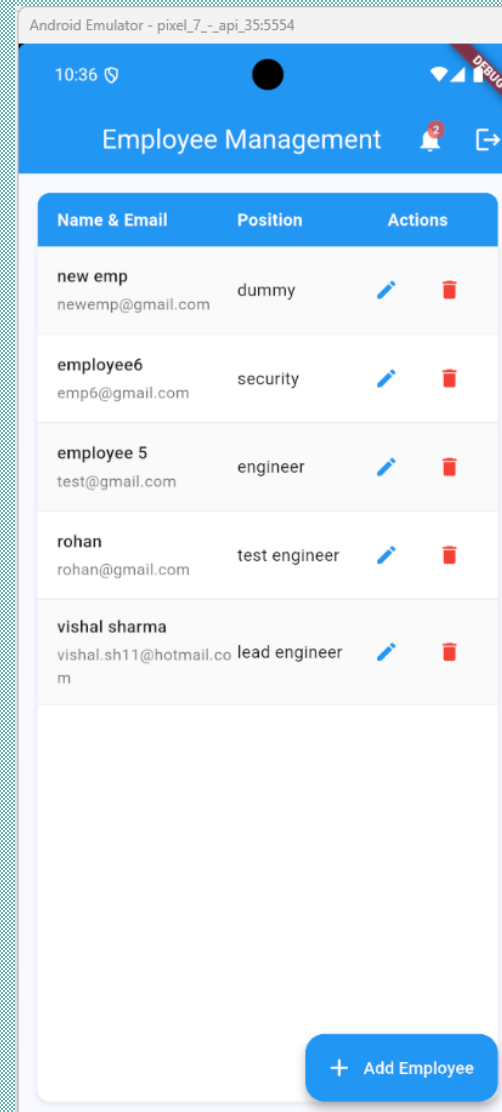 Android Emulator - pixel_7_-_api_35:5554
10:36
DEBUG
Employee Management
2
Name & Email Position Actions
new emp
newemp@gmail.com
dummy
employee6
emp6@gmail.com
security
employee 5
test@gmail.com
engineer
rohan
rohan@gmail.com
test engineer
vishal sharma
vishal.sh11@hotmail.co
m
lead engineer
+ Add Employee